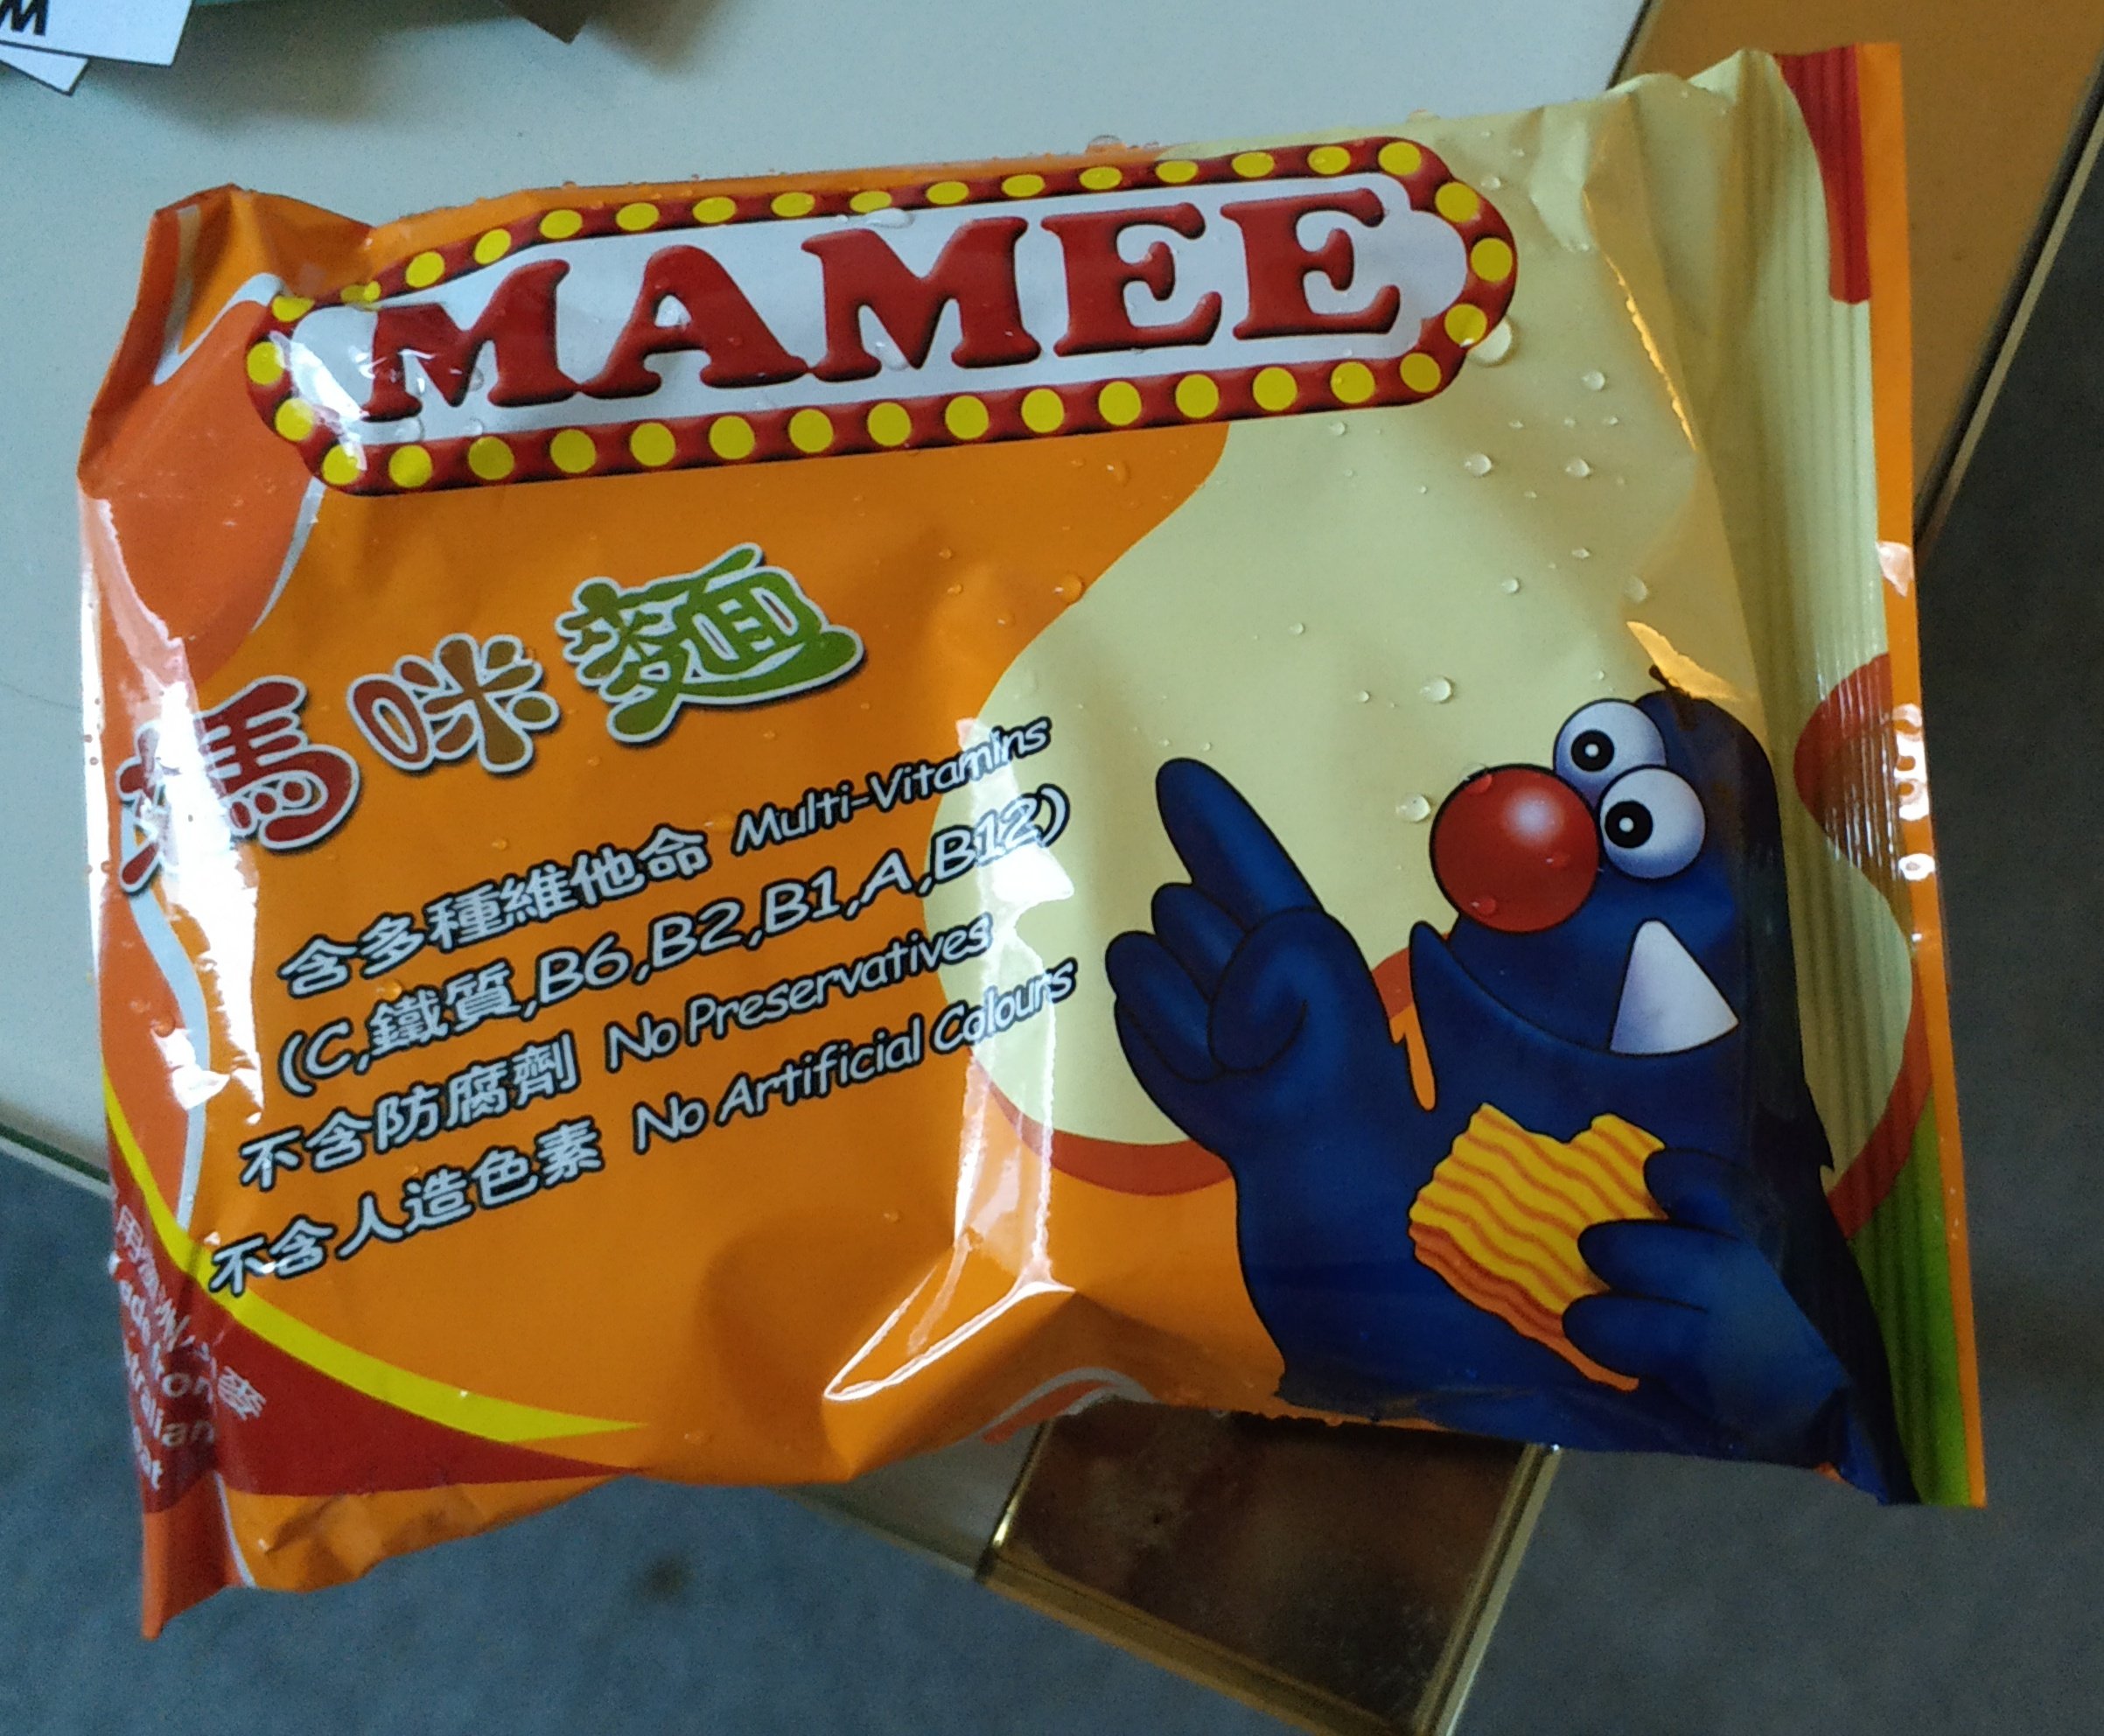 MAMEE
媽咪麵
含多種維他命 Multi-Vitamins
(C,鐵質,B6,B2,B1,A,B12)
不含防腐劑 No Preservatives
不含人造色素 No Artificial Colours